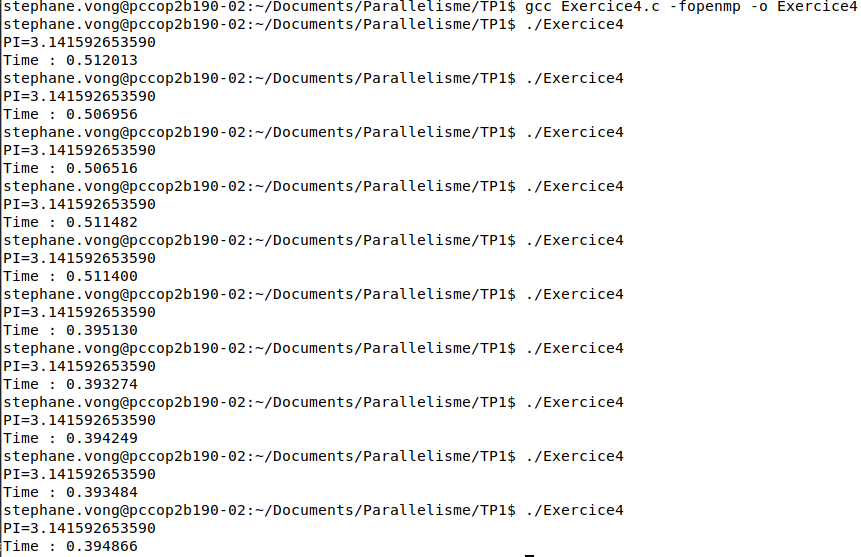 stephane.vong@pccop2b190-02:~/Documents/Parallelisme/TP1$ gcc Exercice4.c -fopenmp -o Exercice4
stephane.vong@pccop2b190-02:~/Documents/Parallelisme/TP1$ ./Exercice4
PI=3.141592653590
Time : 0.512013
stephane.vong@pccop2b190-02:~/Documents/Parallelisme/TP1$ ./Exercice4
PI=3.141592653590
Time : 0.506956
stephane.vong@pccop2b190-02:~/Documents/Parallelisme/TP1$ ./Exercice4
PI=3.141592653590
Time : 0.506516
stephane.vong@pccop2b190-02:~/Documents/Parallelisme/TP1$ ./Exercice4
PI=3.141592653590
Time : 0.511482
stephane.vong@pccop2b190-02:~/Documents/Parallelisme/TP1$ ./Exercice4
PI=3.141592653590
Time : 0.511400
stephane.vong@pccop2b190-02:~/Documents/Parallelisme/TP1$ ./Exercice4
PI=3.141592653590
Time : 0.395130
stephane.vong@pccop2b190-02:~/Documents/Parallelisme/TP1$ ./Exercice4
PI=3.141592653590
Time : 0.393274
stephane.vong@pccop2b190-02:~/Documents/Parallelisme/TP1$ ./Exercice4
PI=3.141592653590
Time : 0.394249
stephane.vong@pccop2b190-02:~/Documents/Parallelisme/TP1$ ./Exercice4
PI=3.141592653590
Time : 0.393484
stephane.vong@pccop2b190-02:~/Documents/Parallelisme/TP1$ ./Exercice4
PI=3.141592653590
Time : 0.394866